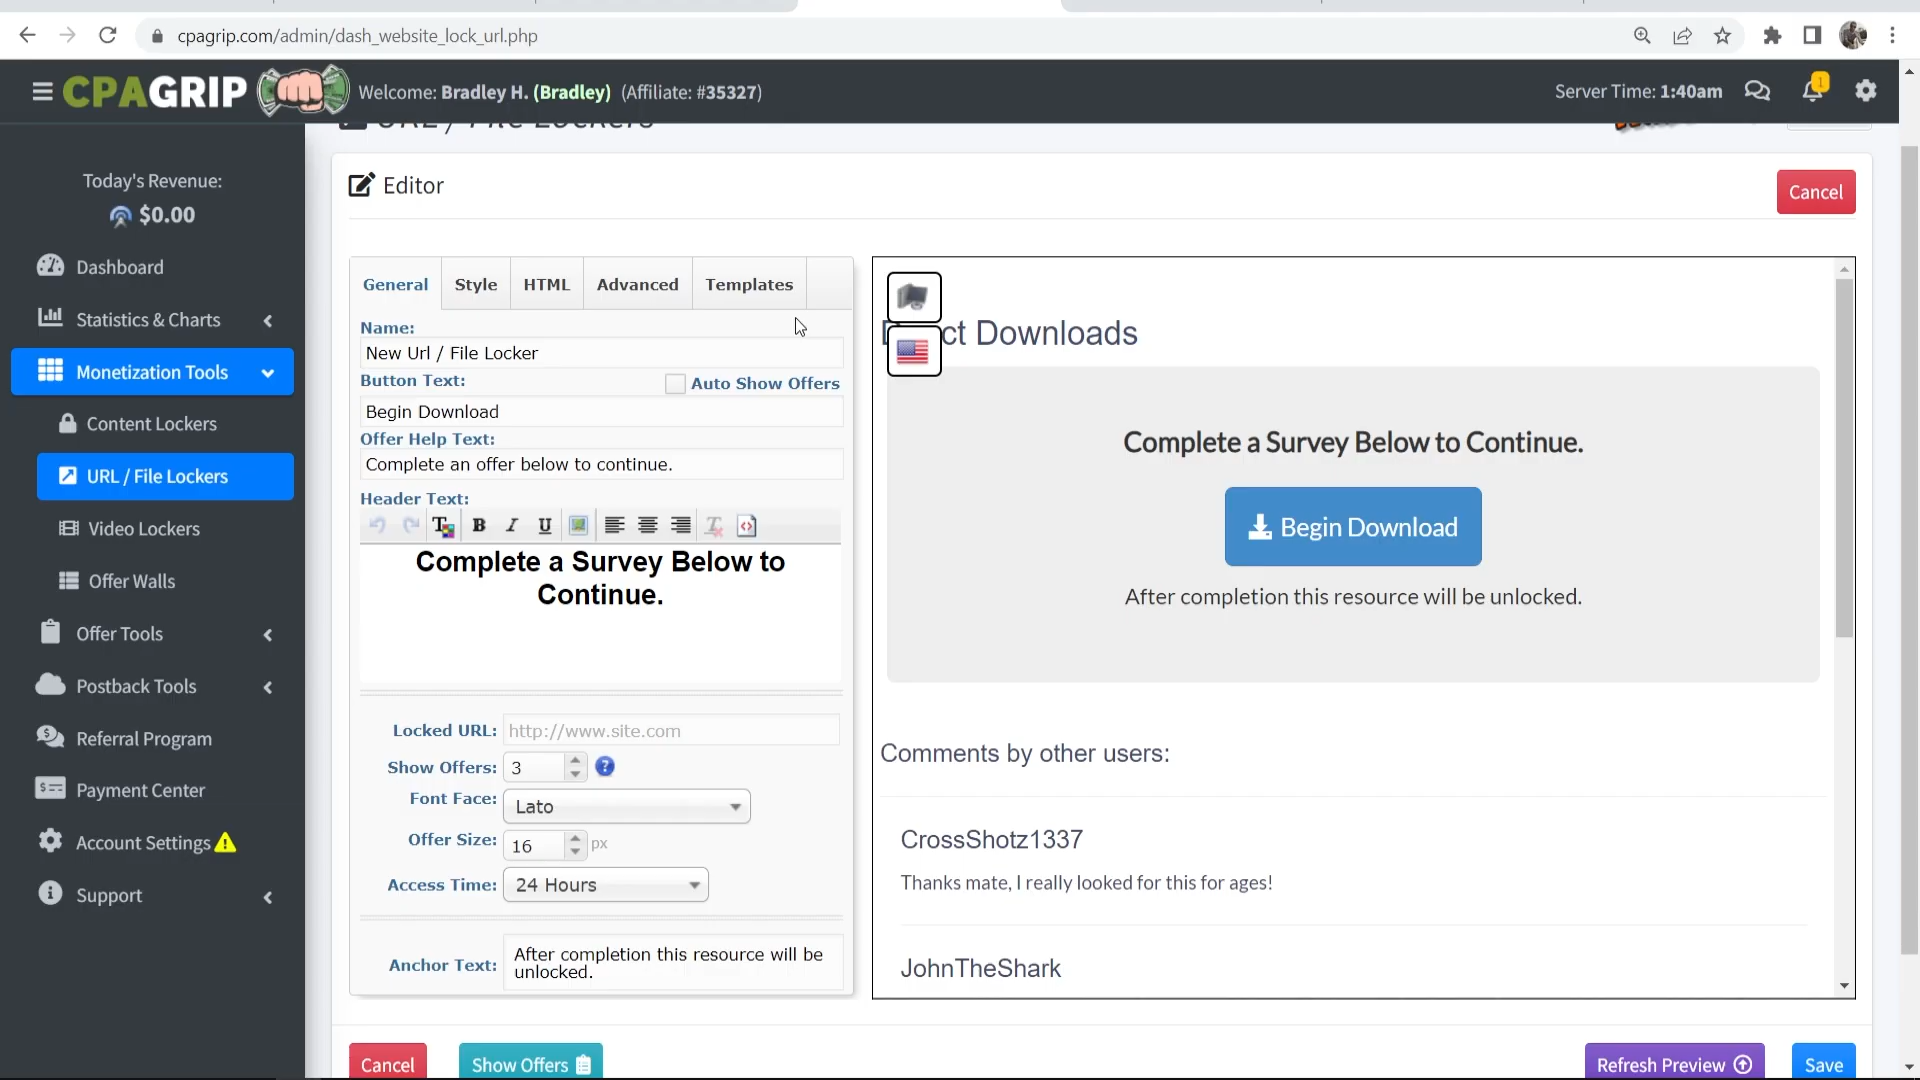 cpagrip.com/admin/dash_website_lock_url.php
CPAGRIP Welcome: Bradley H. (Bradley) (Affiliate: #35327)
Server Time: 1:40am
1
URL / File Lockers
Today's Revenue:
$0.00
Dashboard
Statistics & Charts
Monetization Tools
Content Lockers
URL / File Lockers
Video Lockers
Offer Walls
Offer Tools
Postback Tools
Referral Program
Payment Center
Account Settings
Support
Editor
Cancel
General Style HTML Advanced Templates
Name:
New Url / File Locker
Button Text:
Auto Show Offers
Begin Download
Offer Help Text:
Complete an offer below to continue.
Header Text:
B I U
Complete a Survey Below to
Continue.
Locked URL: http://www.site.com
Show Offers: 3
Font Face: Lato
Offer Size: 16 px
Access Time: 24 Hours
Anchor Text: After completion this resource will be
unlocked.
ct Downloads
Complete a Survey Below to Continue.
Begin Download
After completion this resource will be unlocked.
Comments by other users:
CrossShotz1337
Thanks mate, I really looked for this for ages!
JohnTheShark
Cancel
Show Offers
Refresh Preview
Save